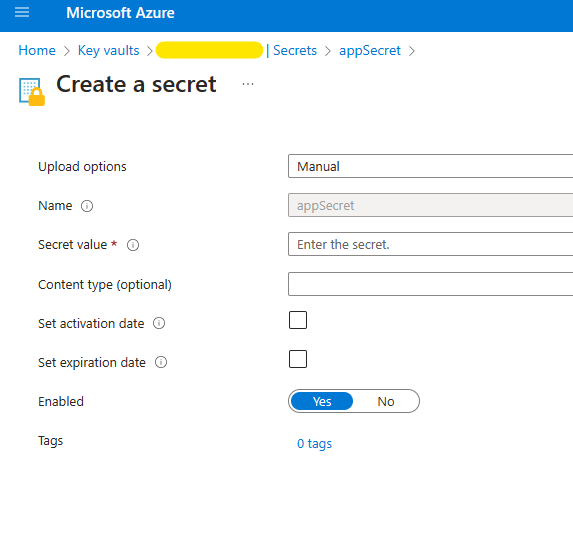 Microsoft Azure
Home > Key vaults > | Secrets > appSecret >
Create a secret ...
Upload options Manual
Name appSecret
Secret value * Enter the secret.
Content type (optional)
Set activation date
Set expiration date
Enabled Yes No
Tags 0 tags